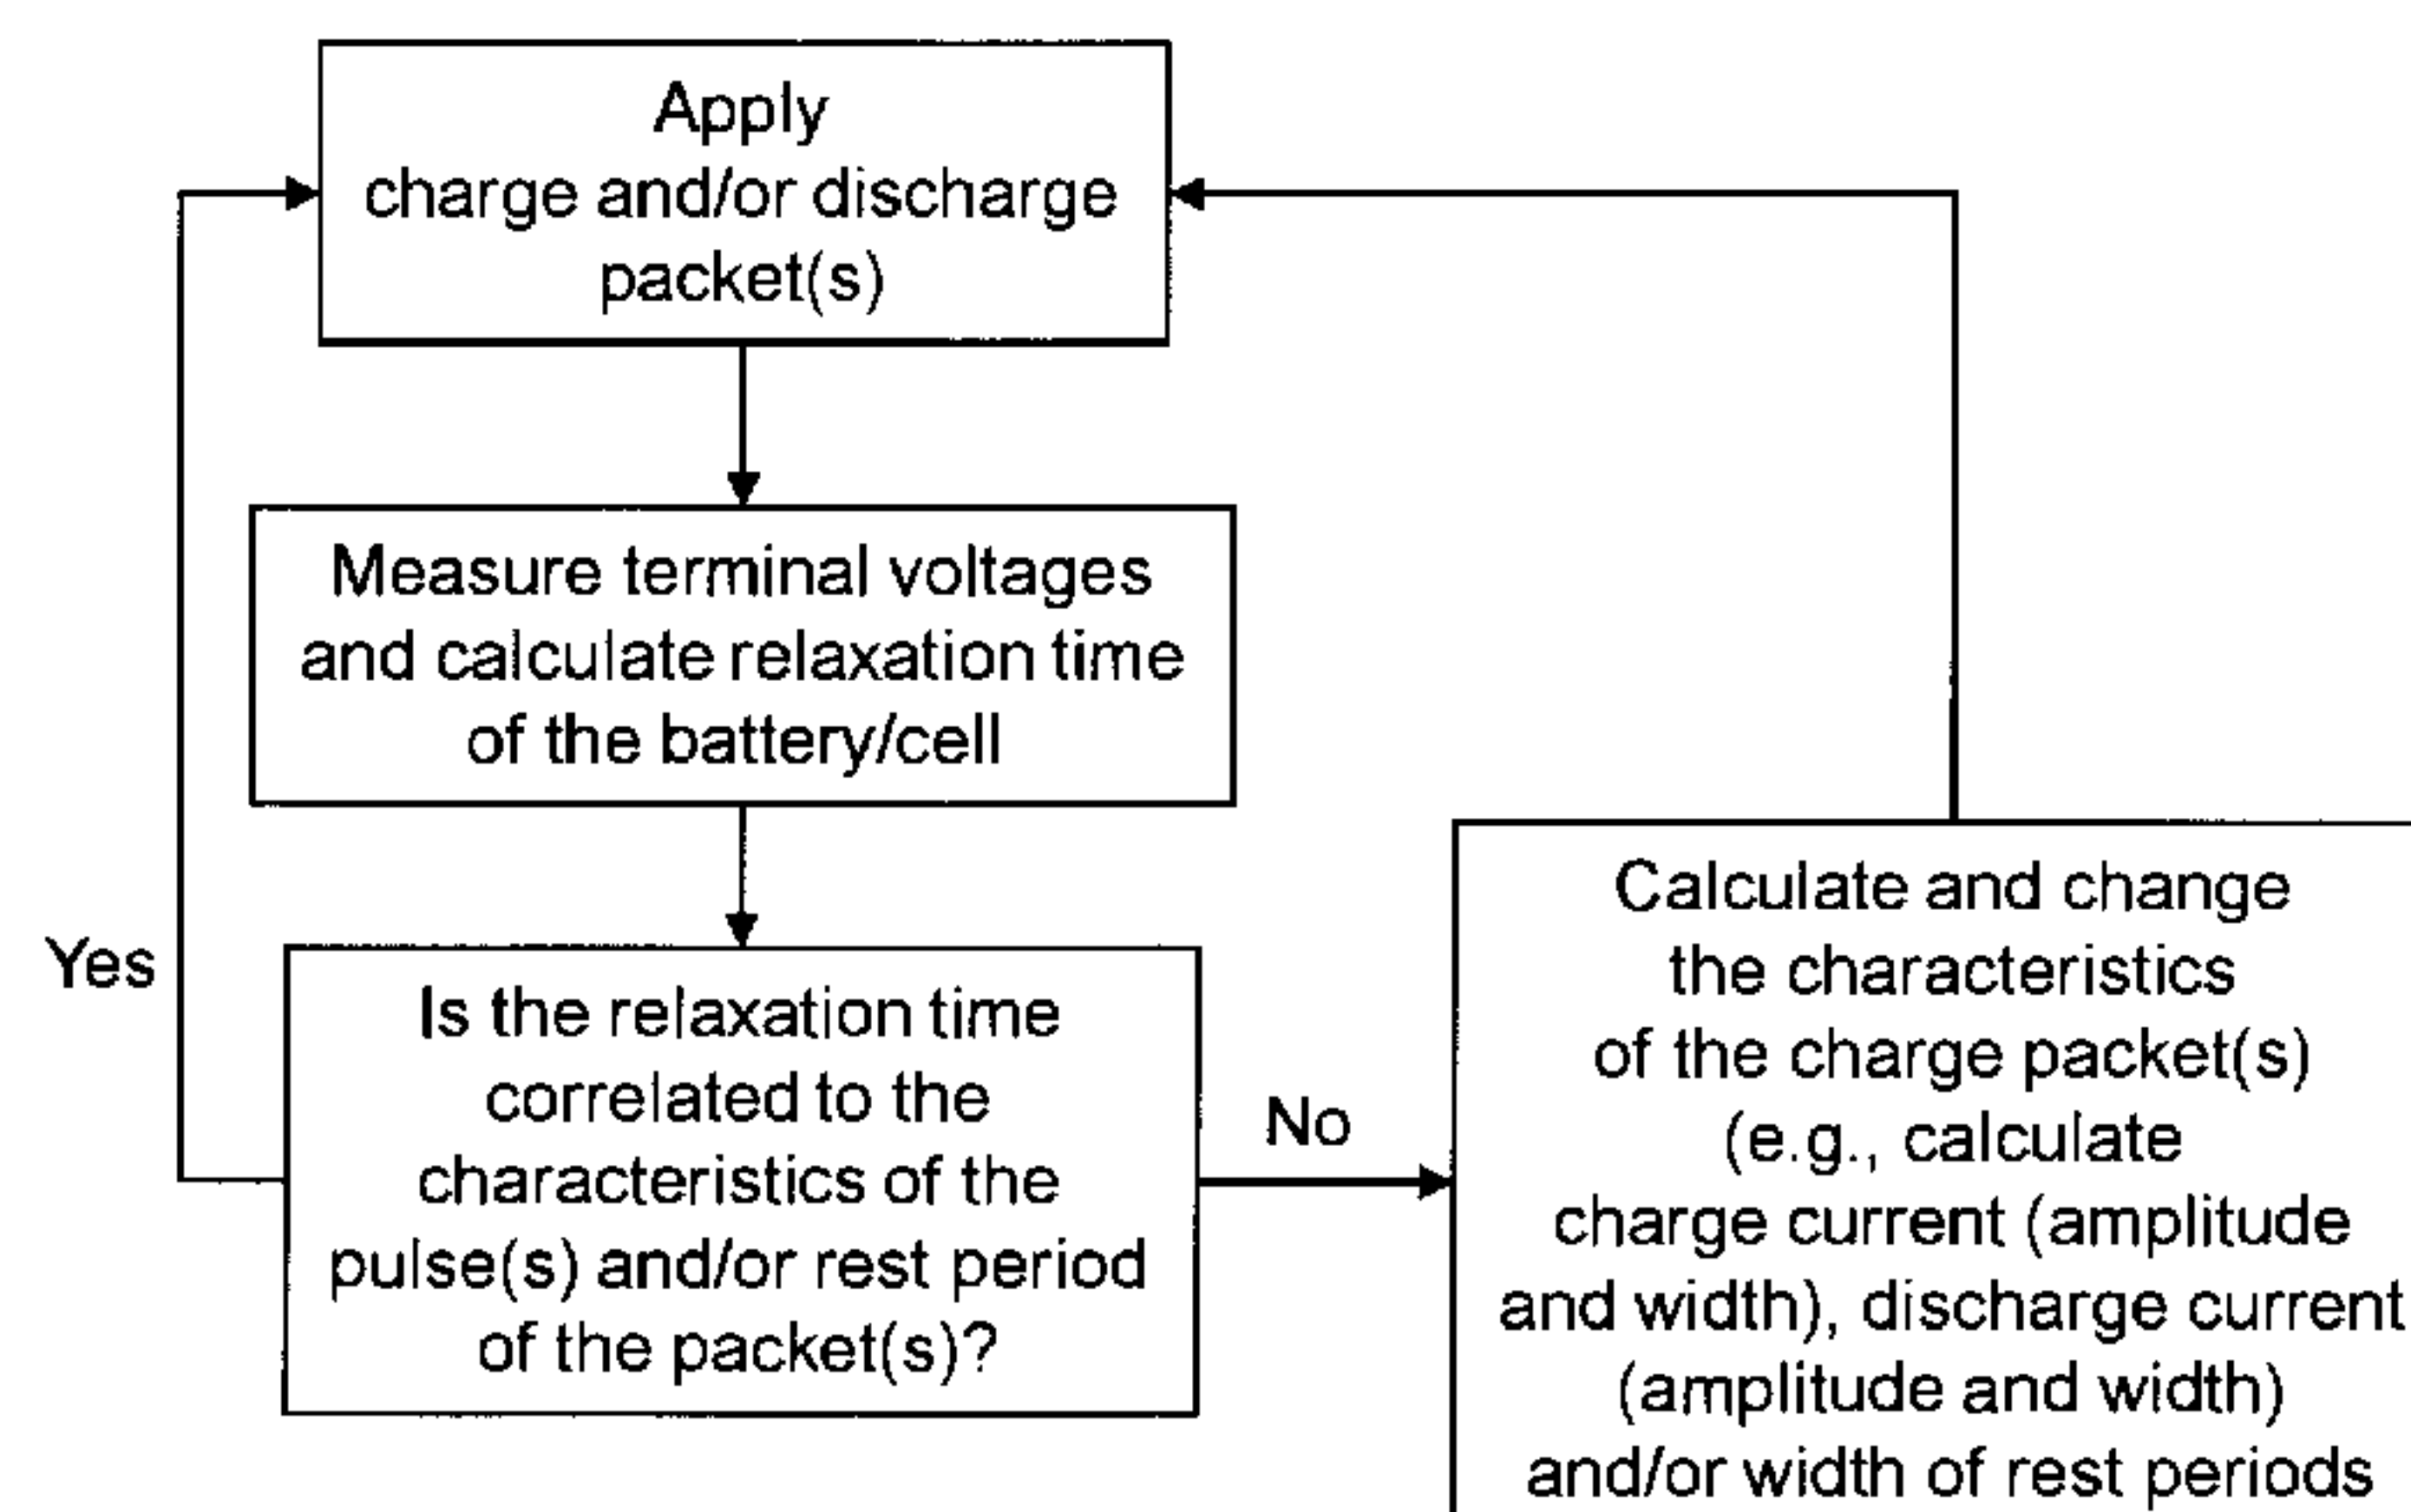 Apply
charge and/or discharge
packet(s)
Measure terminal voltages
and calculate relaxation time
of the battery/cell
Yes
Is the relaxation time
correlated to the
characteristics of the
pulse(s) and/or rest period
of the packet(s)?
No
Calculate and change
the characteristics
of the charge packet(s)
(e.g., calculate
charge current (amplitude
and width), discharge current
(amplitude and width)
and/or width of rest periods